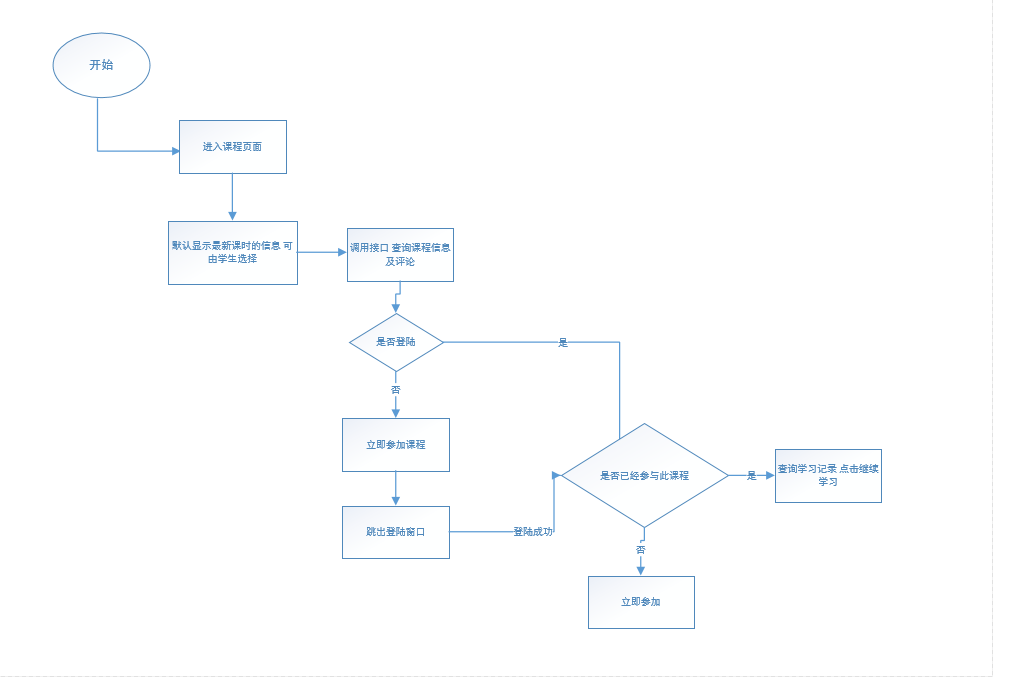 开始
进入课程页面
默认显示最新课时的信息 可
由学生选择
调用接口 查询课程信息
及评论
是否登陆
是
否
立即参加课程
跳出登陆窗口
登陆成功
是否已经参与此课程
是
查询学习记录 点击继续
学习
否
立即参加